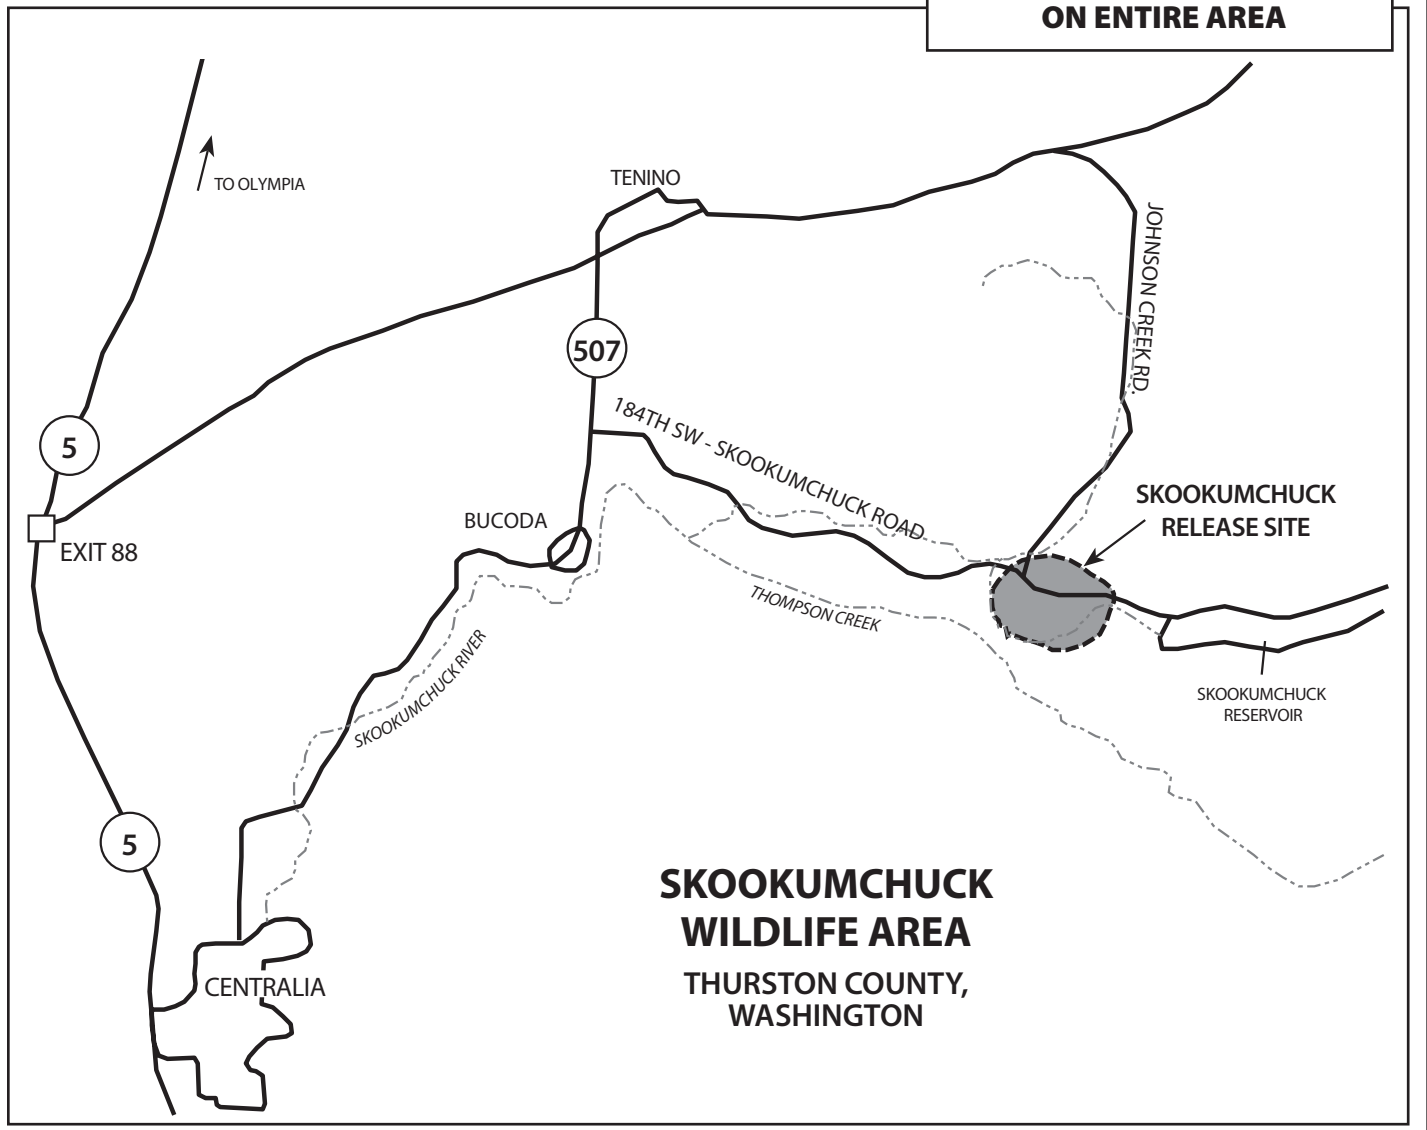 ON ENTIRE AREA
TO OLYMPIA
TENINO
JOHNSON CREEK RD.
507
184TH SW - SKOOKUMCHUCK ROAD
5
SKOOKUMCHUCK
RELEASE SITE
BUCODA
EXIT 88
THOMPSON CREEK
SKOOKUMCHUCK RIVER
SKOOKUMCHUCK
RESERVOIR
5
SKOOKUMCHUCK
WILDLIFE AREA
THURSTON COUNTY,
WASHINGTON
CENTRALIA